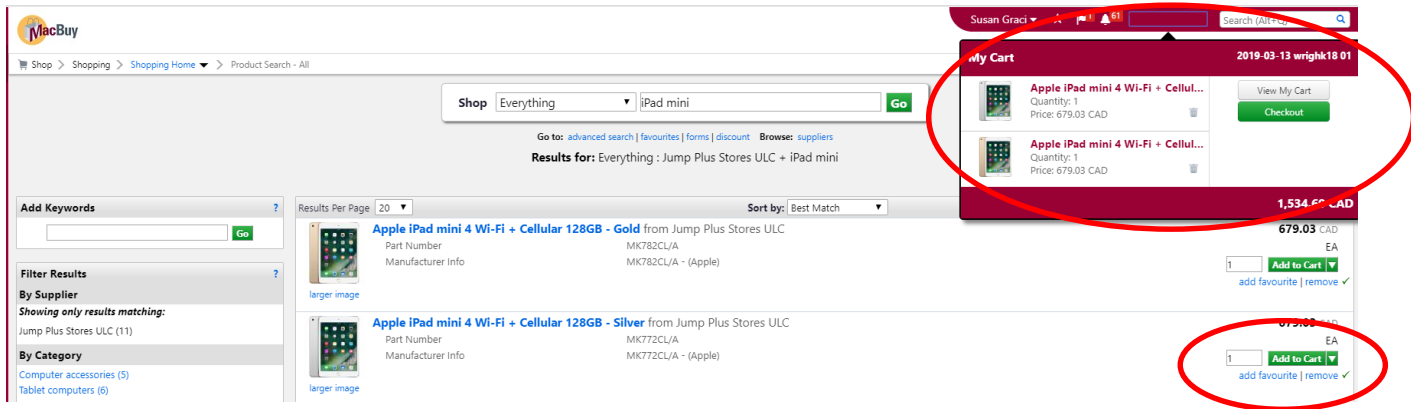 MacBuy
Susan Graci
1
61
Search (Alt+Q)
Shop > Shopping > Shopping Home > Product Search - All
My Cart
2019-03-13 wrighk18 01
Apple iPad mini 4 Wi-Fi + Cellul...
Quantity: 1
Price: 679.03 CAD
View My Cart
Checkout
Apple iPad mini 4 Wi-Fi + Cellul...
Quantity: 1
Price: 679.03 CAD
1,534.60 CAD
Shop Everything iPad mini Go
Go to: advanced search | favourites | forms | discount Browse: suppliers
Results for: Everything : Jump Plus Stores ULC + iPad mini
Add Keywords ?
Go
Filter Results ?
By Supplier
Showing only results matching:
Jump Plus Stores ULC (11)
By Category
Computer accessories (5)
Tablet computers (6)
Results Per Page 20
Sort by: Best Match
Apple iPad mini 4 Wi-Fi + Cellular 128GB - Gold from Jump Plus Stores ULC
Part Number MK782CL/A
Manufacturer Info MK782CL/A - (Apple)
larger image
679.03 CAD
EA
1 Add to Cart
add favourite | remove ✓
Apple iPad mini 4 Wi-Fi + Cellular 128GB - Silver from Jump Plus Stores ULC
Part Number MK772CL/A
Manufacturer Info MK772CL/A - (Apple)
larger image
679.03 CAD
EA
1 Add to Cart
add favourite | remove ✓